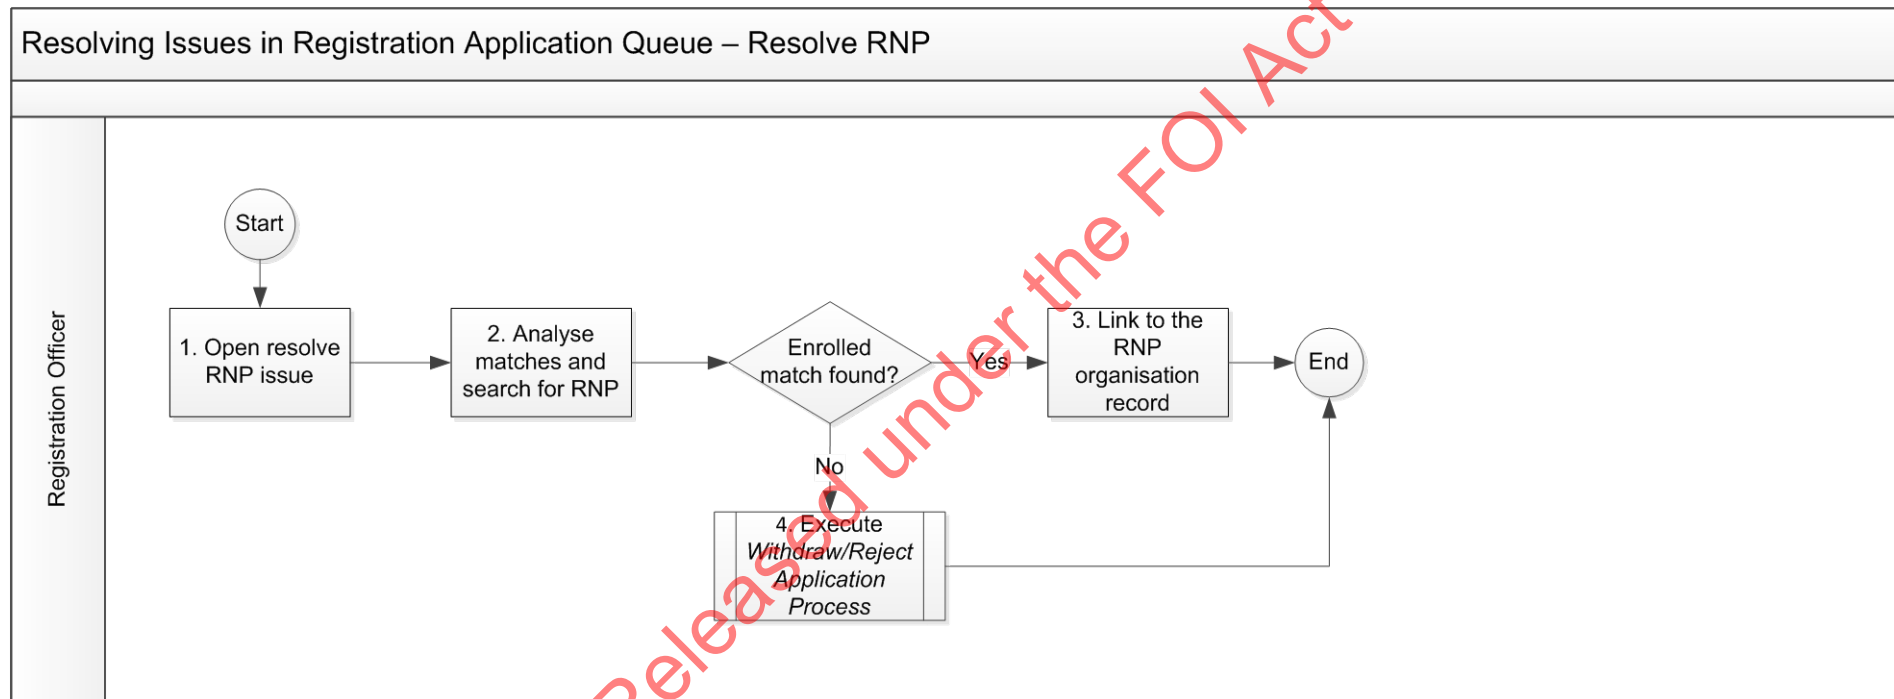 Resolving Issues in Registration Application Queue – Resolve RNP
Registration Officer
Start
1. Open resolve
RNP issue
2. Analyse
matches and
search for RNP
Enrolled
match found?
Yes
3. Link to the
RNP
organisation
record
End
No
4. Execute
Withdraw/Reject
Application
Process
Released under the FOI Act